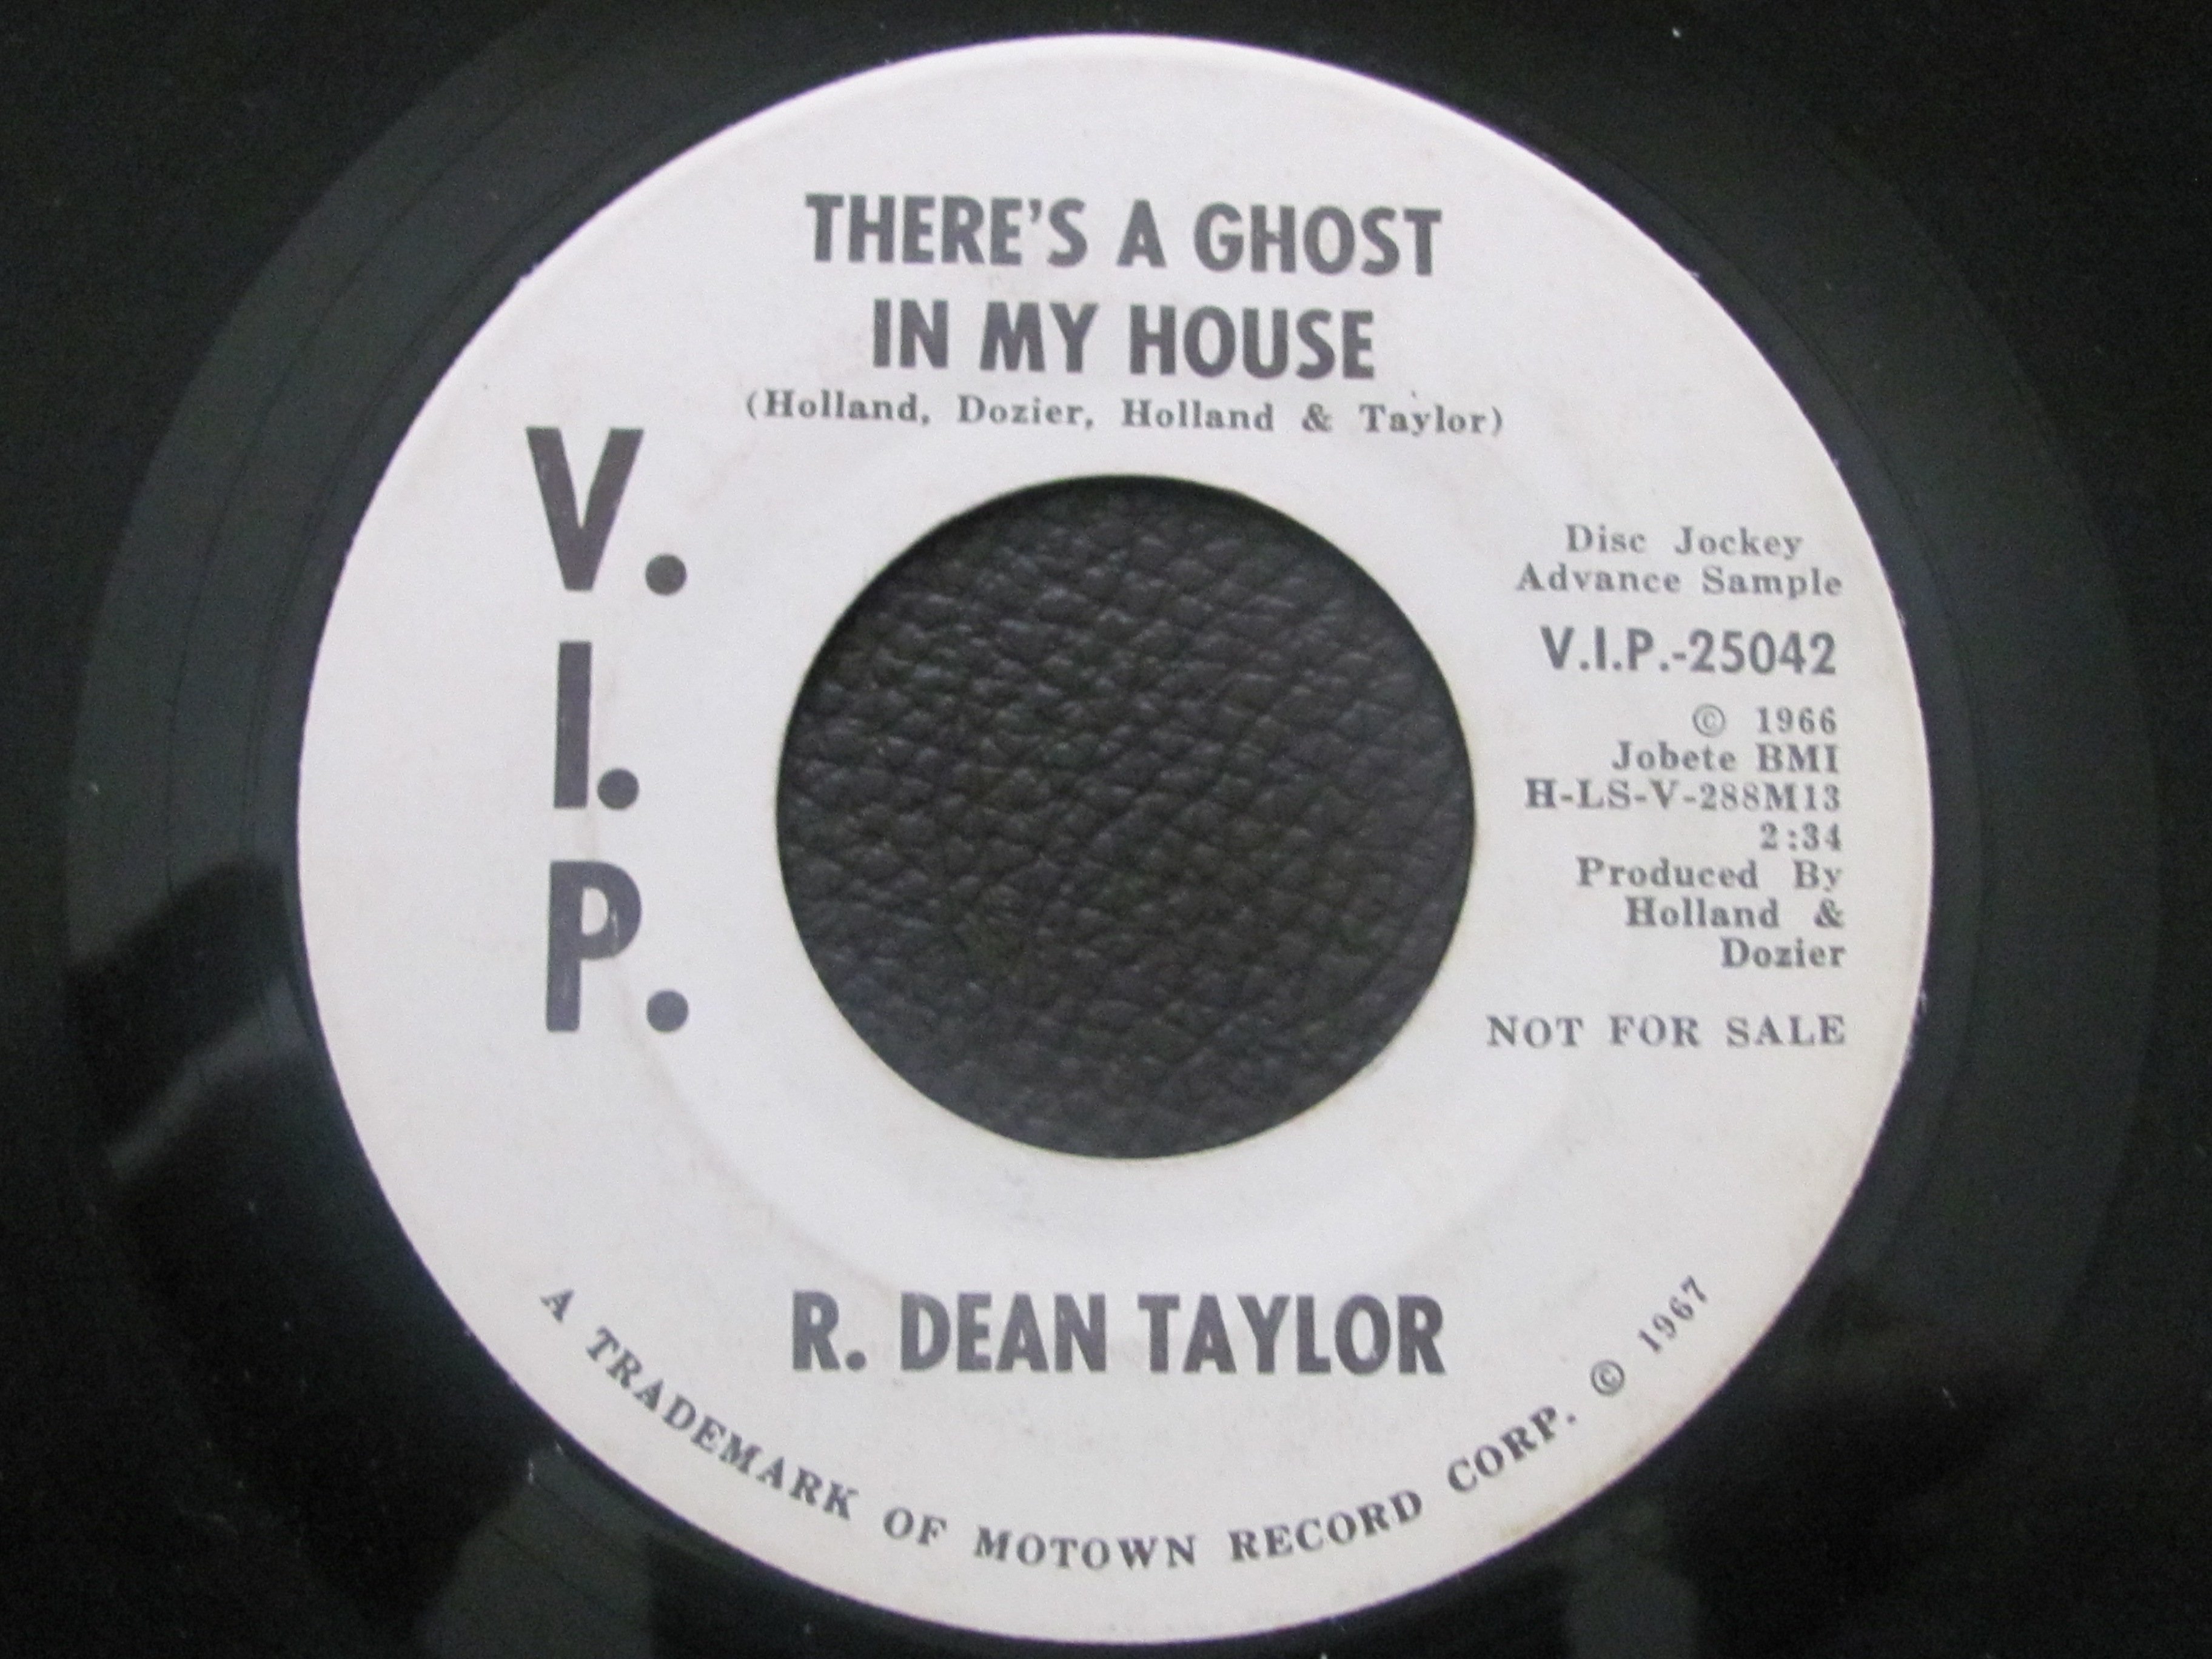 THERE'S A GHOST
IN MY HOUSE
(Holland, Dozier, Holland & Taylor)
V.
I.
P.
Disc Jockey
Advance Sample
V.I.P.-25042
© 1966
Jobete BMI
H-LS-V-288M13
2:34
Produced By
Holland &
Dozier
NOT FOR SALE
R. DEAN TAYLOR
A TRADEMARK OF MOTOWN RECORD CORP. © 1967